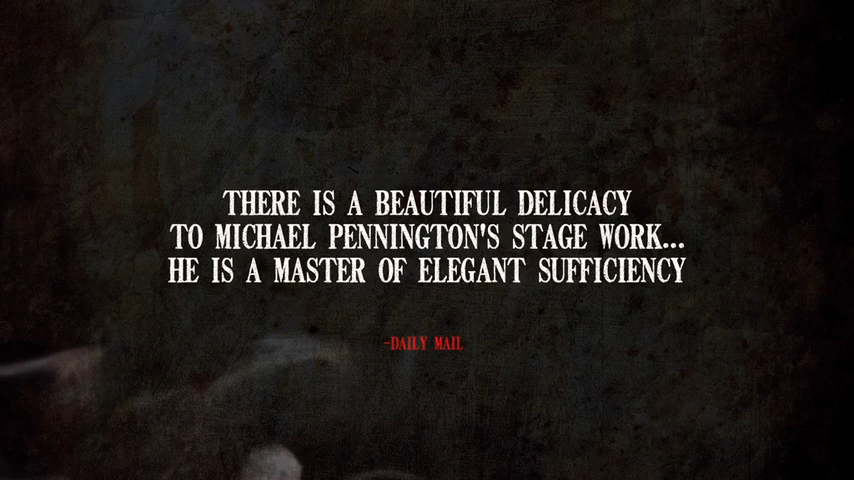 THERE IS A BEAUTIFUL DELICACY
TO MICHAEL PENNINGTON'S STAGE WORK...
HE IS A MASTER OF ELEGANT SUFFICIENCY
-DAILY MAIL